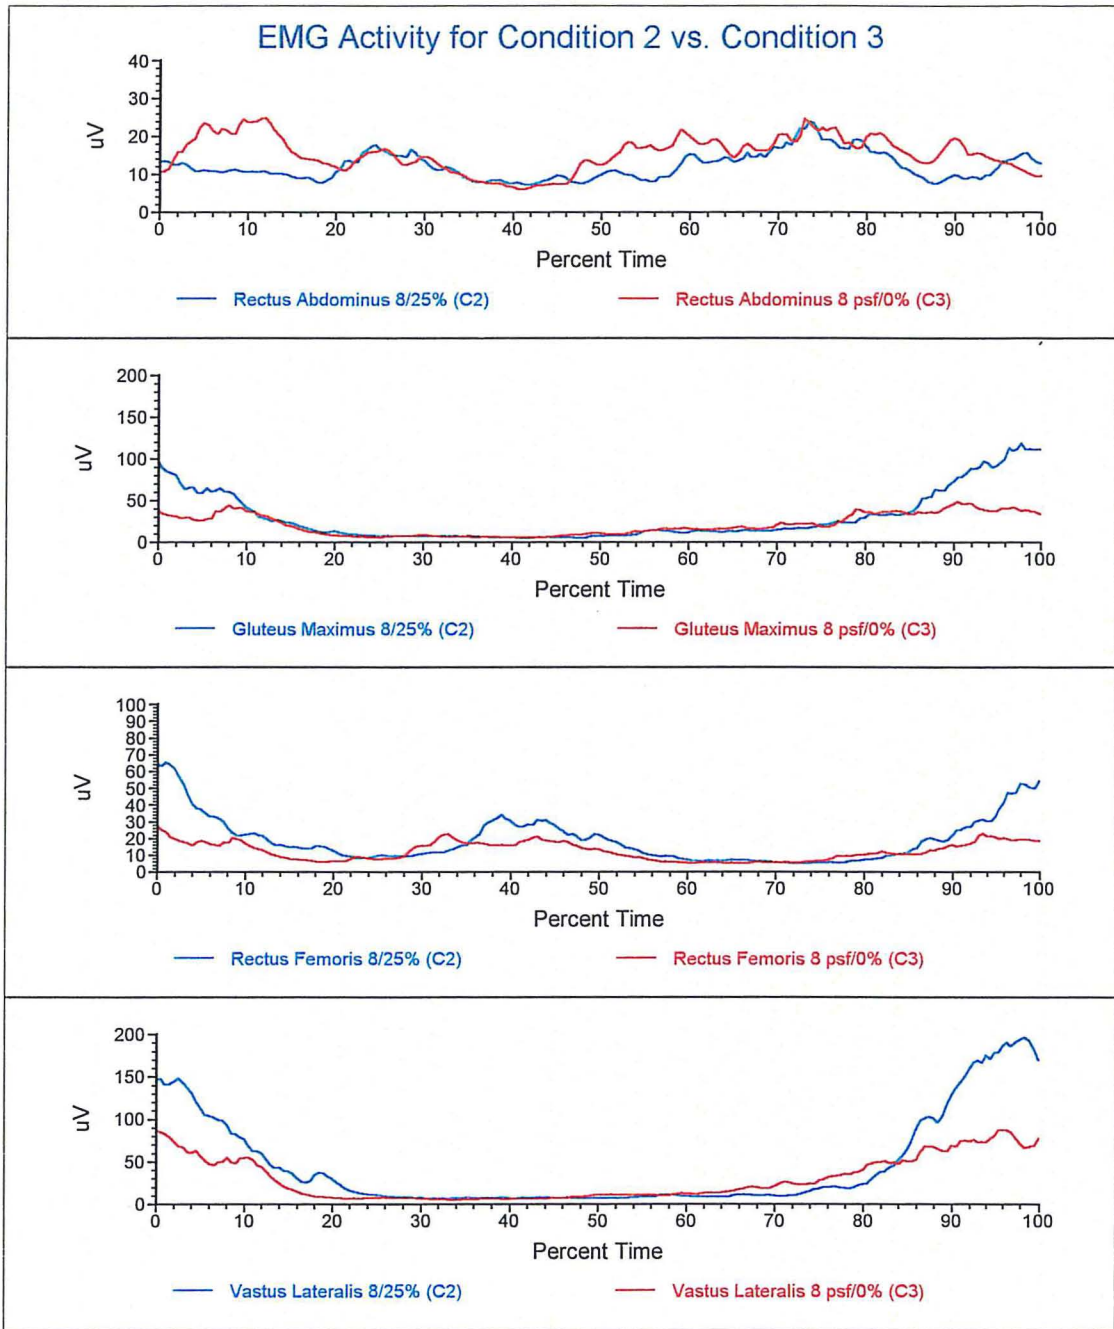 EMG Activity for Condition 2 vs. Condition 3
40
30
20
10
0
uV
0 10 20 30 40 50 60 70 80 90 100
Percent Time
Rectus Abdominus 8/25% (C2) Rectus Abdominus 8 psf/0% (C3)
200
150
100
50
0
uV
0 10 20 30 40 50 60 70 80 90 100
Percent Time
Gluteus Maximus 8/25% (C2) Gluteus Maximus 8 psf/0% (C3)
100
90
80
70
60
50
40
30
20
10
0
uV
0 10 20 30 40 50 60 70 80 90 100
Percent Time
Rectus Femoris 8/25% (C2) Rectus Femoris 8 psf/0% (C3)
200
150
100
50
0
uV
0 10 20 30 40 50 60 70 80 90 100
Percent Time
Vastus Lateralis 8/25% (C2) Vastus Lateralis 8 psf/0% (C3)